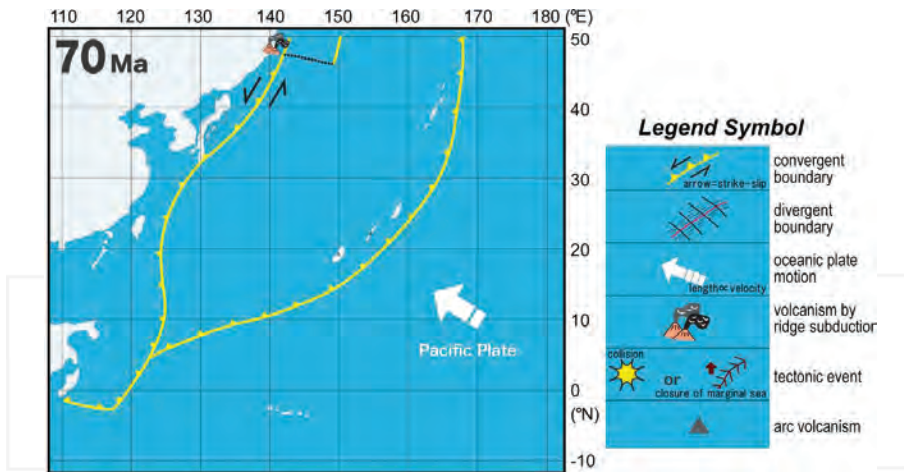 110 120 130 140 150 160 170 180 (°E)
70 Ma
50
40
30
20
10
0
(°N)
-10
Pacific Plate
Legend Symbol
arrow=strike-slip
convergent
boundary
divergent
boundary
length∝velocity
oceanic plate
motion
volcanism by
ridge subduction
collision
or
closure of marginal sea
tectonic event
arc volcanism